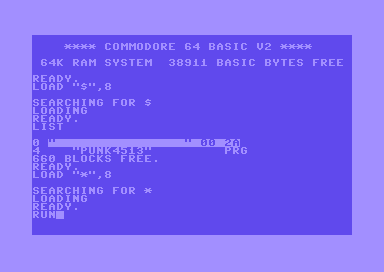 **** COMMODORE 64 BASIC V2 ****
64K RAM SYSTEM 38911 BASIC BYTES FREE
READY.
LOAD "$",8
SEARCHING FOR $
LOADING
READY.
LIST
0 " " 00 2A
4 "PUNK4513" PRG
660 BLOCKS FREE.
READY.
LOAD "*",8
SEARCHING FOR *
LOADING
READY.
RUN